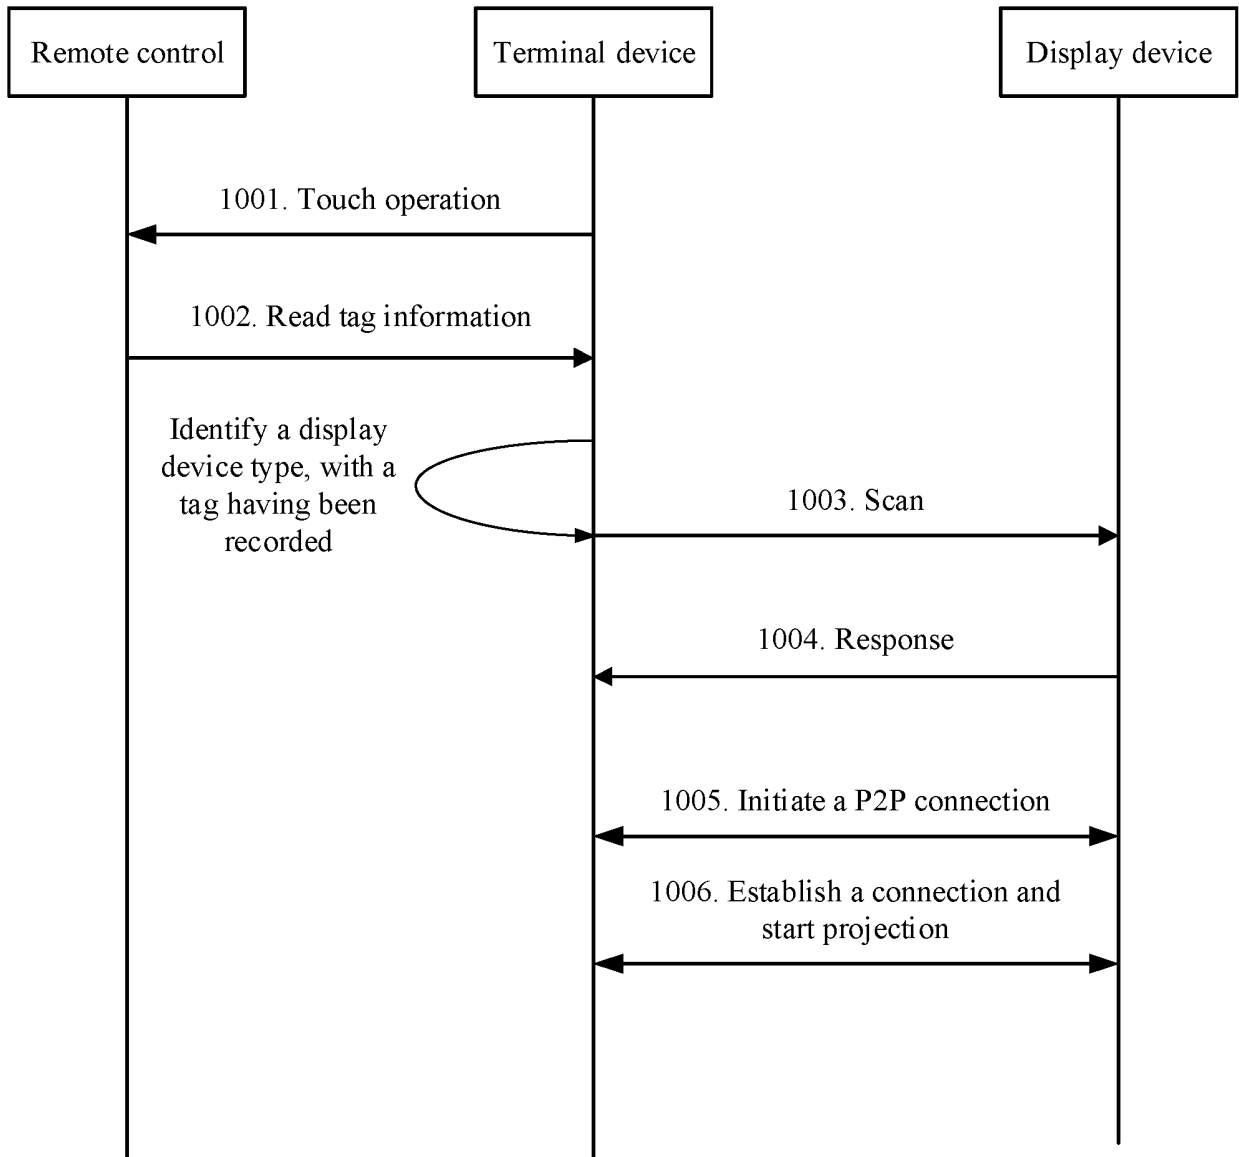 Remote control
Terminal device
Display device
1001. Touch operation
1002. Read tag information
Identify a display
device type, with a
tag having been
recorded
1003. Scan
1004. Response
1005. Initiate a P2P connection
1006. Establish a connection and
start projection